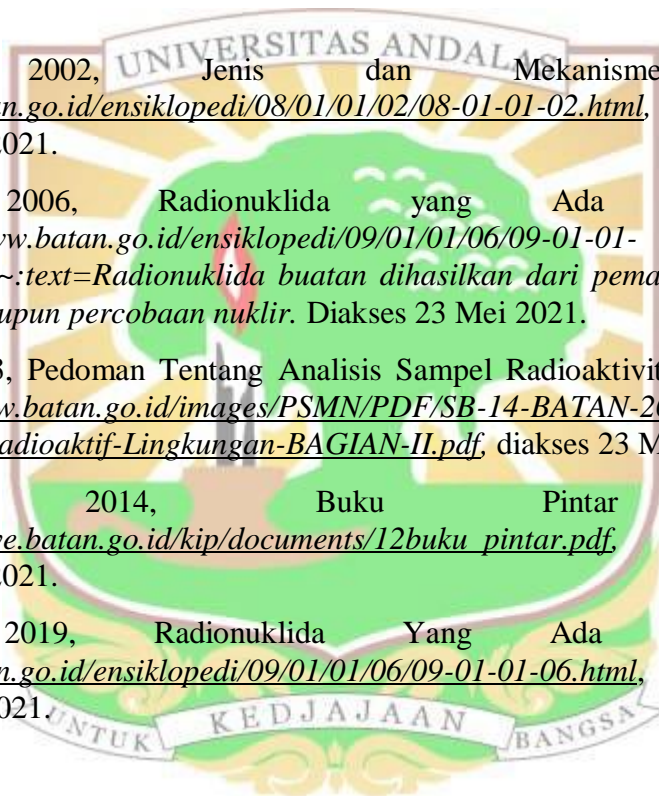 UNIVERSITAS ANDALAS
2002, Jenis dan Mekanisme
n.go.id/ensiklopedi/08/01/01/02/08-01-01-02.html,
2021.
2006, Radionuklida yang Ada
w.batan.go.id/ensiklopedi/09/01/01/06/09-01-01-
~:text=Radionuklida buatan dihasilkan dari pema
upun percobaan nuklir. Diakses 23 Mei 2021.
3, Pedoman Tentang Analisis Sampel Radioaktivit
w.batan.go.id/images/PSMN/PDF/SB-14-BATAN-20
adioaktif-Lingkungan-BAGIAN-II.pdf, diakses 23 M
2014, Buku Pintar
ve.batan.go.id/kip/documents/12buku_pintar.pdf,
2021.
2019, Radionuklida Yang Ada
n.go.id/ensiklopedi/09/01/01/06/09-01-01-06.html,
021.
UNTUK KEDJAJAAN BANGSA